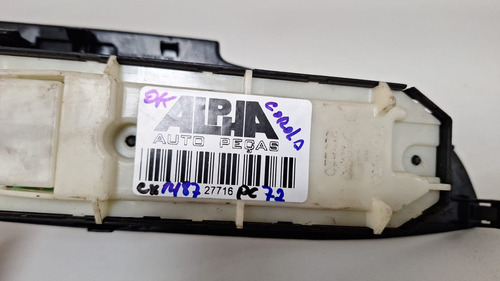 OK
ALPHA
COROLA
AUTO PEÇAS
CX 1487 27716 PC 72